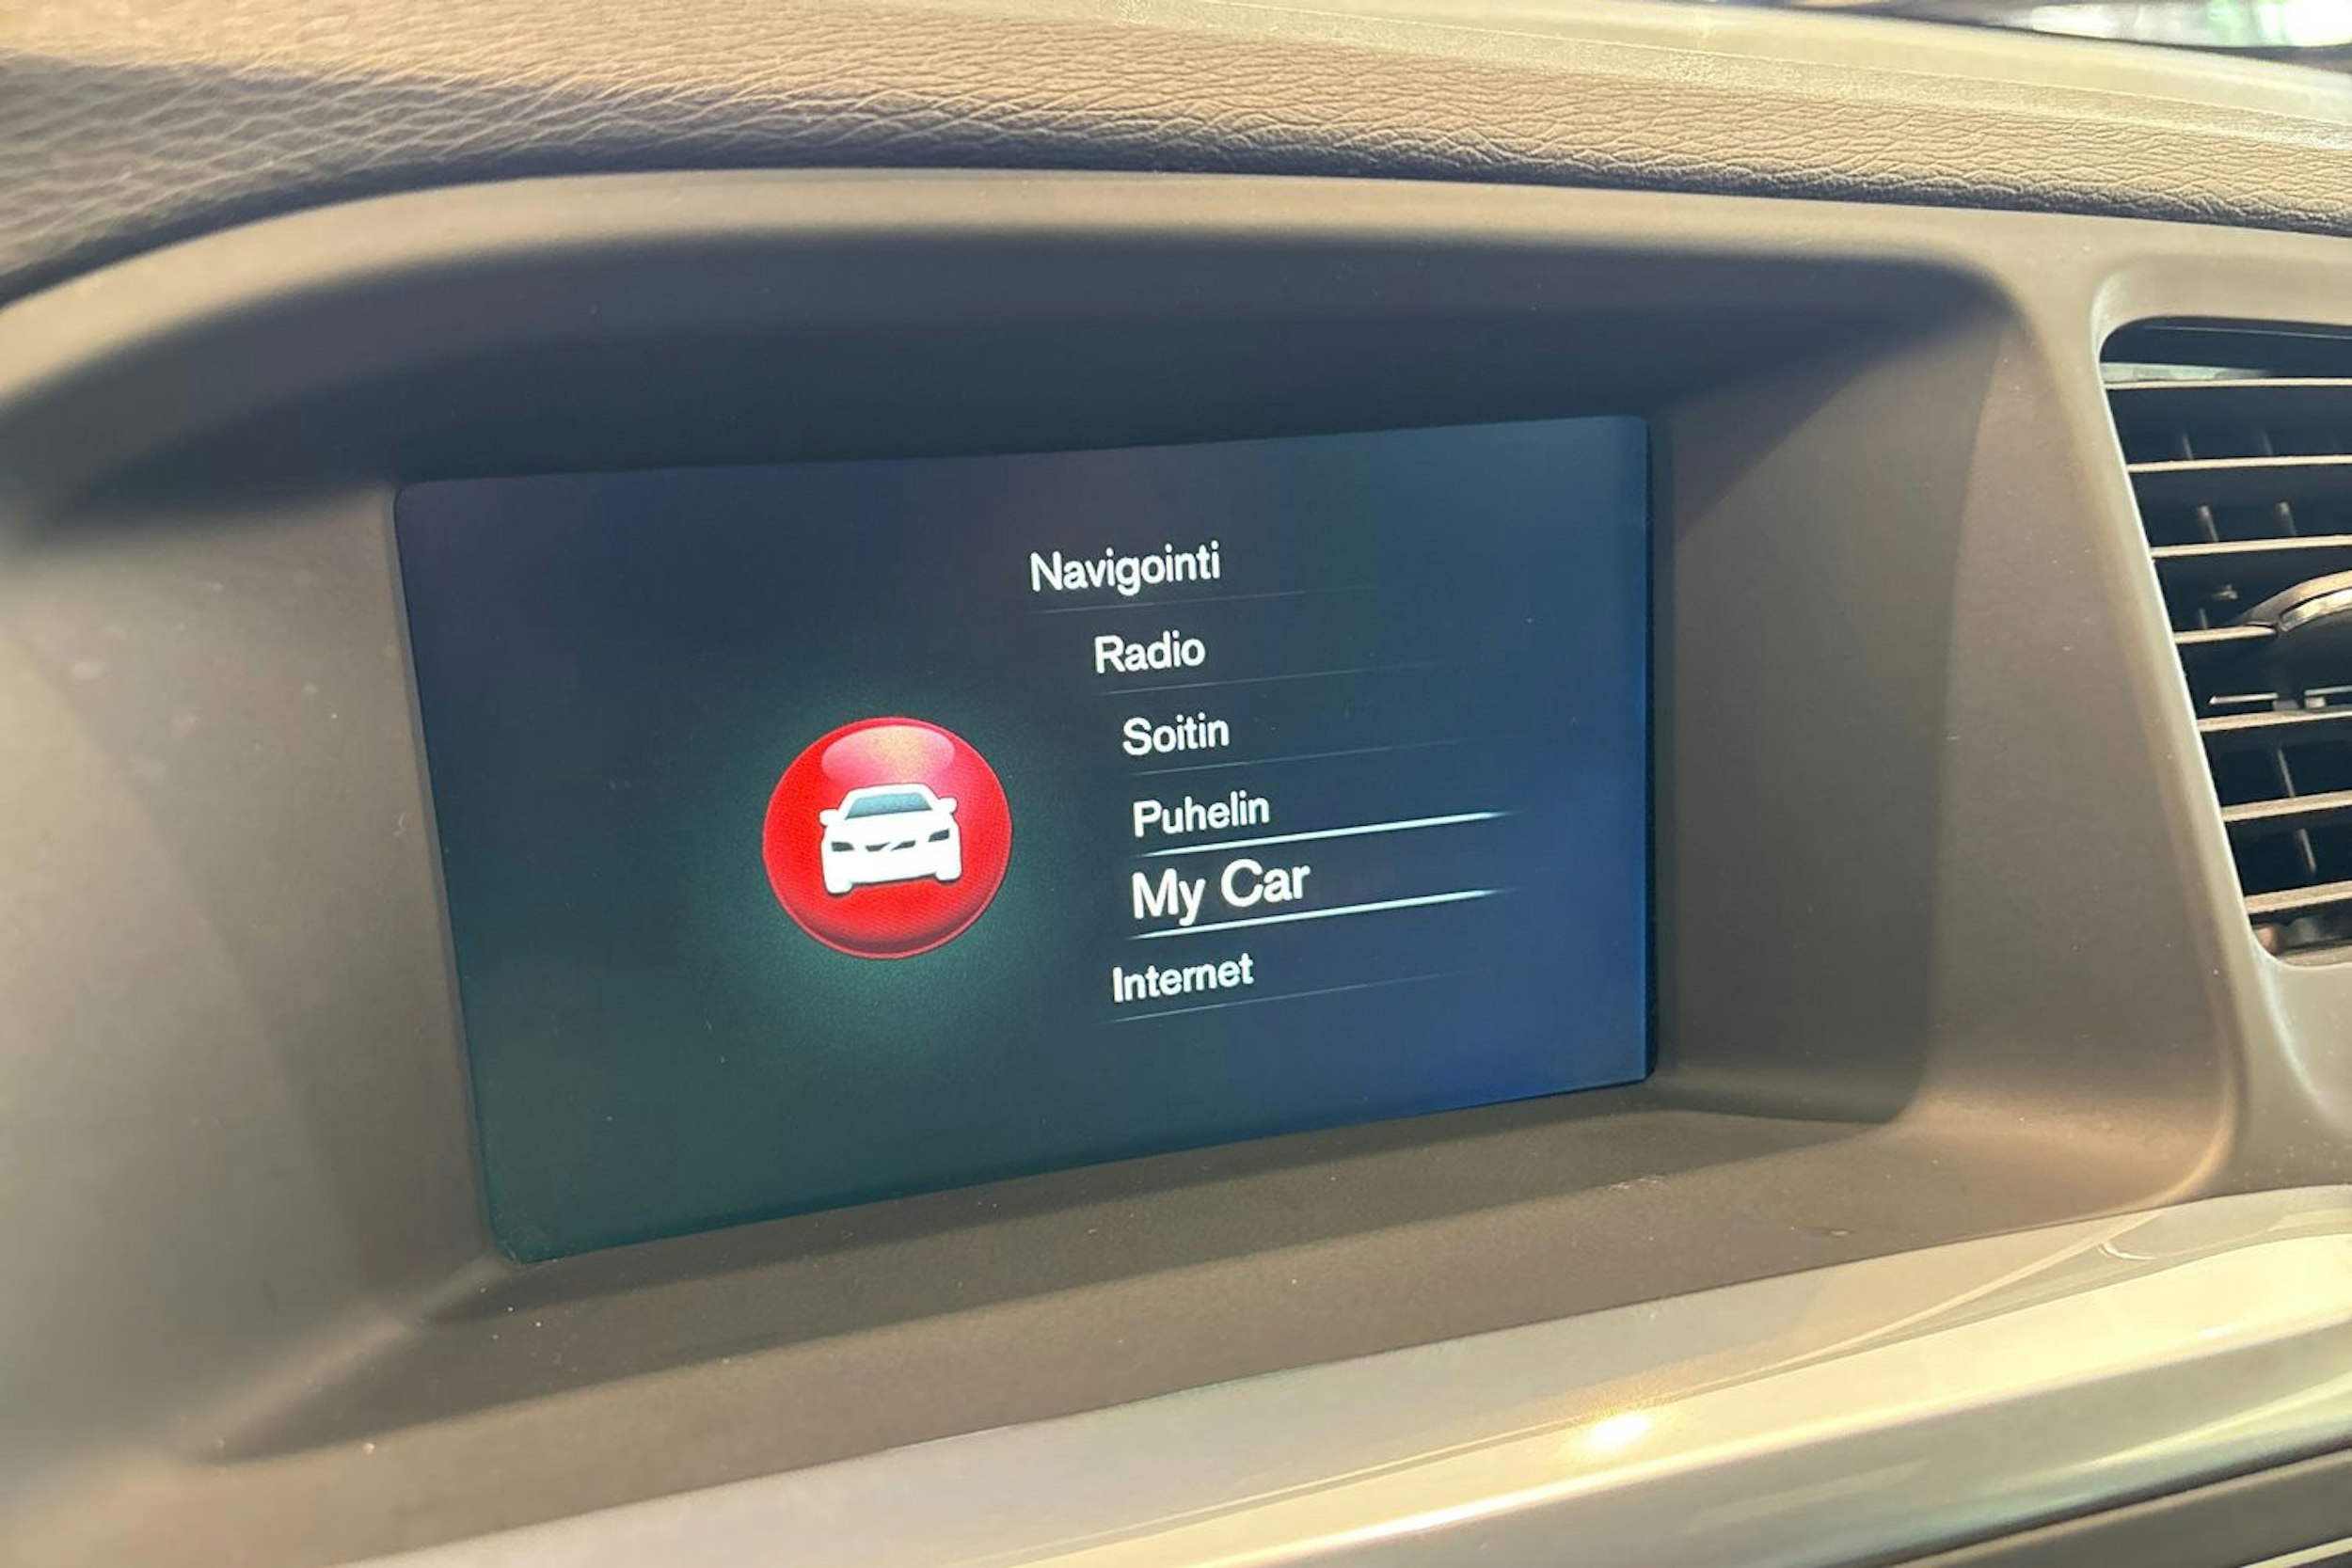 Navigointi
Radio
Soitin
Puhelin
My Car
Internet